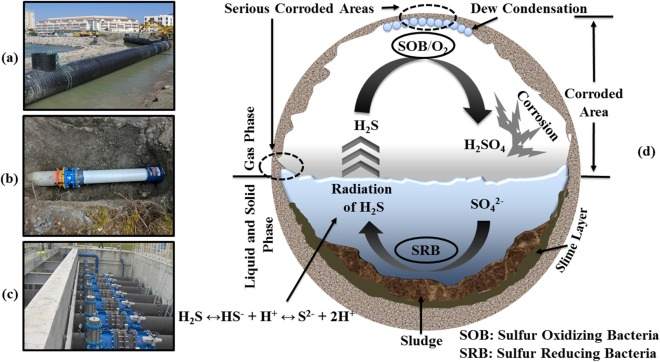 Serious Corroded Areas
Dew Condensation
(a)
SOB/O₂
Corroded
Area
H₂S
H₂SO₄
Corrosion
Gas Phase
(b)
(d)
Radiation
of H₂S
SO₄²⁻
Liquid and Solid
Phase
SRB
Slime Layer
(c)
H₂S ↔HS⁻ + H⁺ ↔ S²⁻ + 2H⁺
Sludge
SOB: Sulfur Oxidizing Bacteria
SRB: Sulfur Reducing Bacteria